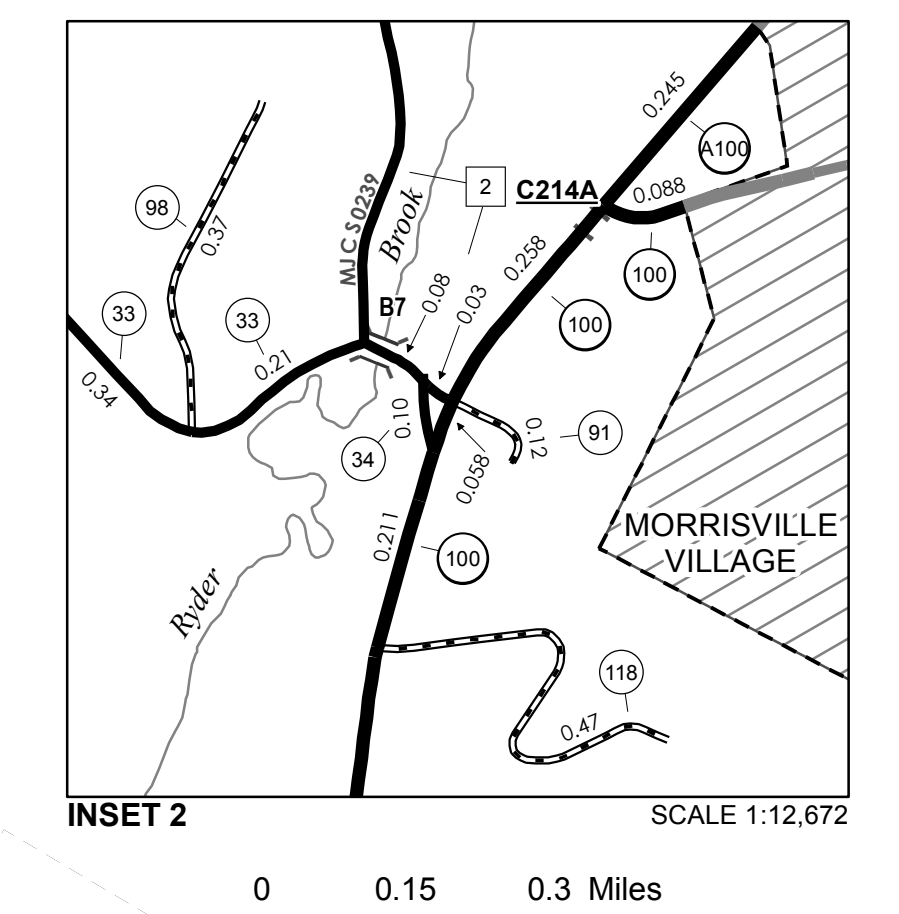 0.245
A100
98
2
C214A
0.088
MJ C S 0239
Brook
0.37
0.258
100
33
33
B7
0.08
0.03
100
0.21
0.34
0.10
0.12
91
34
0.058
MORRISVILLE
VILLAGE
0.211
100
Ryder
118
0.47
INSET 2
SCALE 1:12,672
0 0.15 0.3 Miles